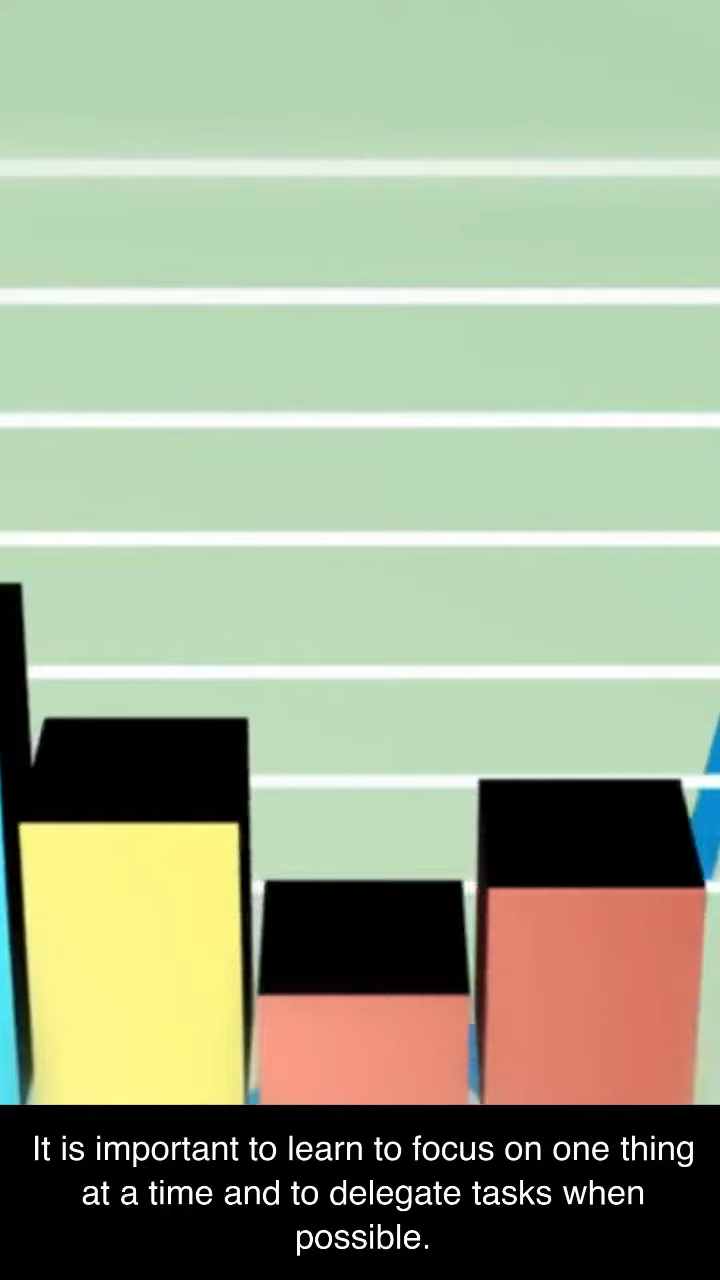 It is important to learn to focus on one thing
at a time and to delegate tasks when
possible.